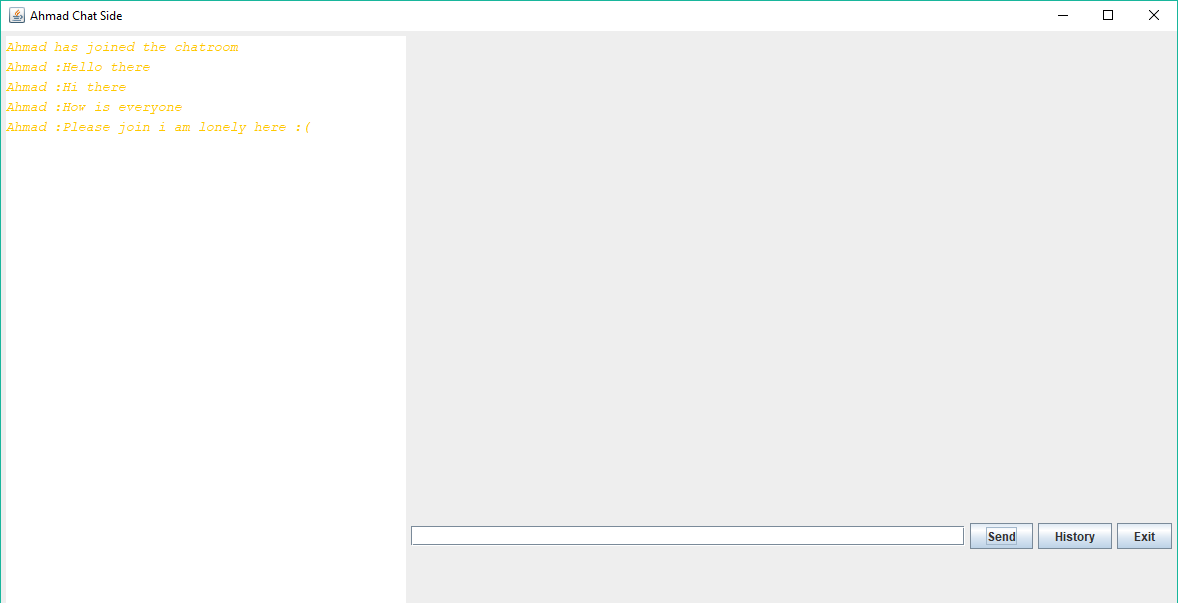 Ahmad Chat Side
Ahmad has joined the chatroom
Ahmad :Hello there
Ahmad :Hi there
Ahmad :How is everyone
Ahmad :Please join i am lonely here :(
Send
History
Exit